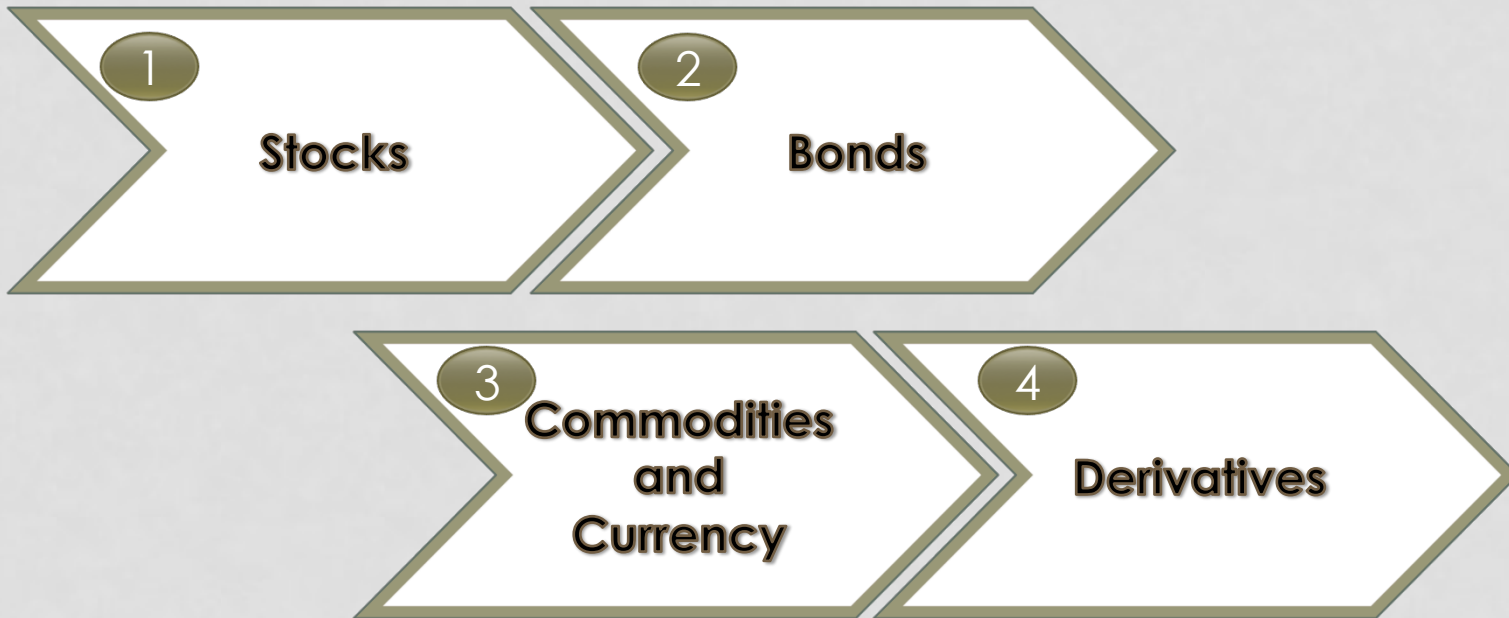 1
Stocks
2
Bonds
3
Commodities
and
Currency
4
Derivatives